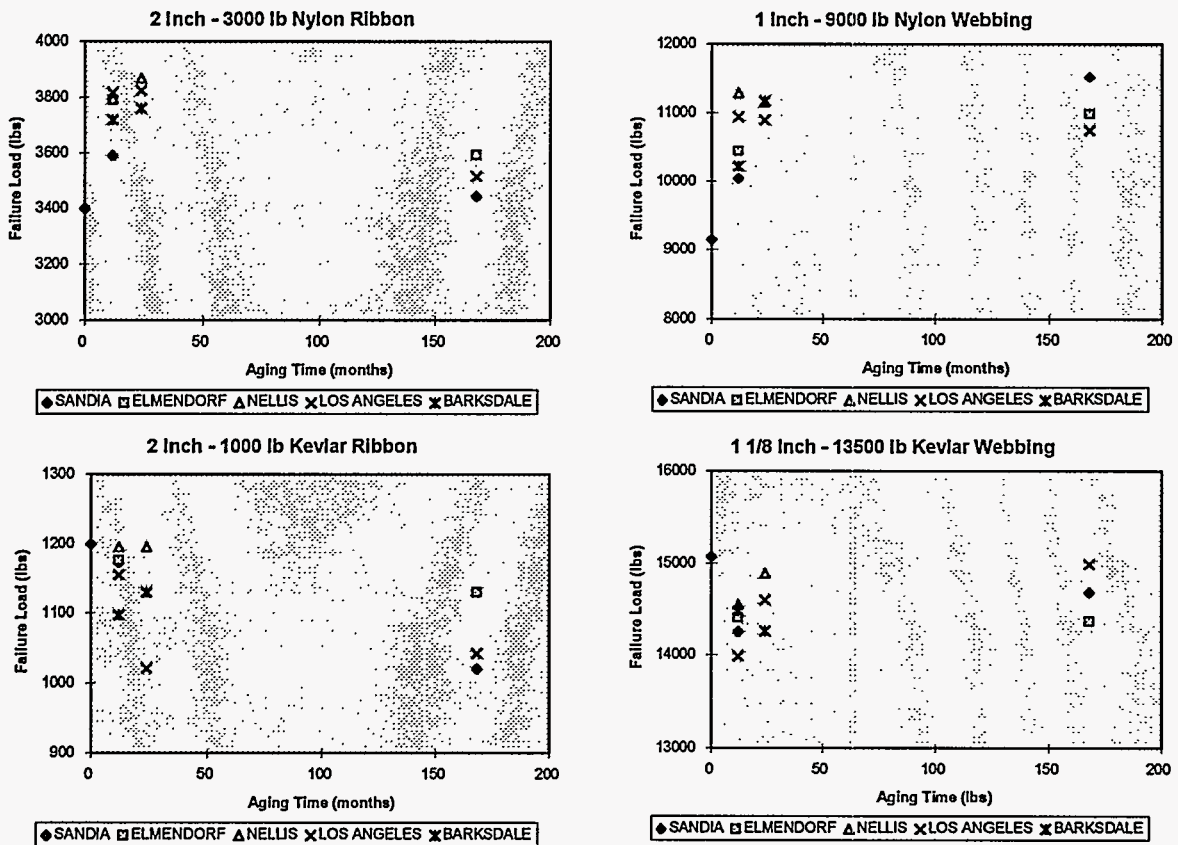 2 Inch - 3000 lb Nylon Ribbon
4000
3800
3600
3400
3200
3000
Failure Load (lbs)
0 50 100 150 200
Aging Time (months)
SANDIA ELMENDORF NELLIS LOS ANGELES BARKSDALE
1 Inch - 9000 lb Nylon Webbing
12000
11000
10000
9000
8000
Failure Load (lbs)
0 50 100 150 200
Aging Time (months)
SANDIA ELMENDORF NELLIS LOS ANGELES BARKSDALE
2 Inch - 1000 lb Kevlar Ribbon
1300
1200
1100
1000
900
Failure Load (lbs)
0 50 100 150 200
Aging Time (months)
SANDIA ELMENDORF NELLIS LOS ANGELES BARKSDALE
1 1/8 Inch - 13500 lb Kevlar Webbing
16000
15000
14000
13000
Failure Load (lbs)
0 50 100 150 200
Aging Time (lbs)
SANDIA ELMENDORF NELLIS LOS ANGELES BARKSDALE